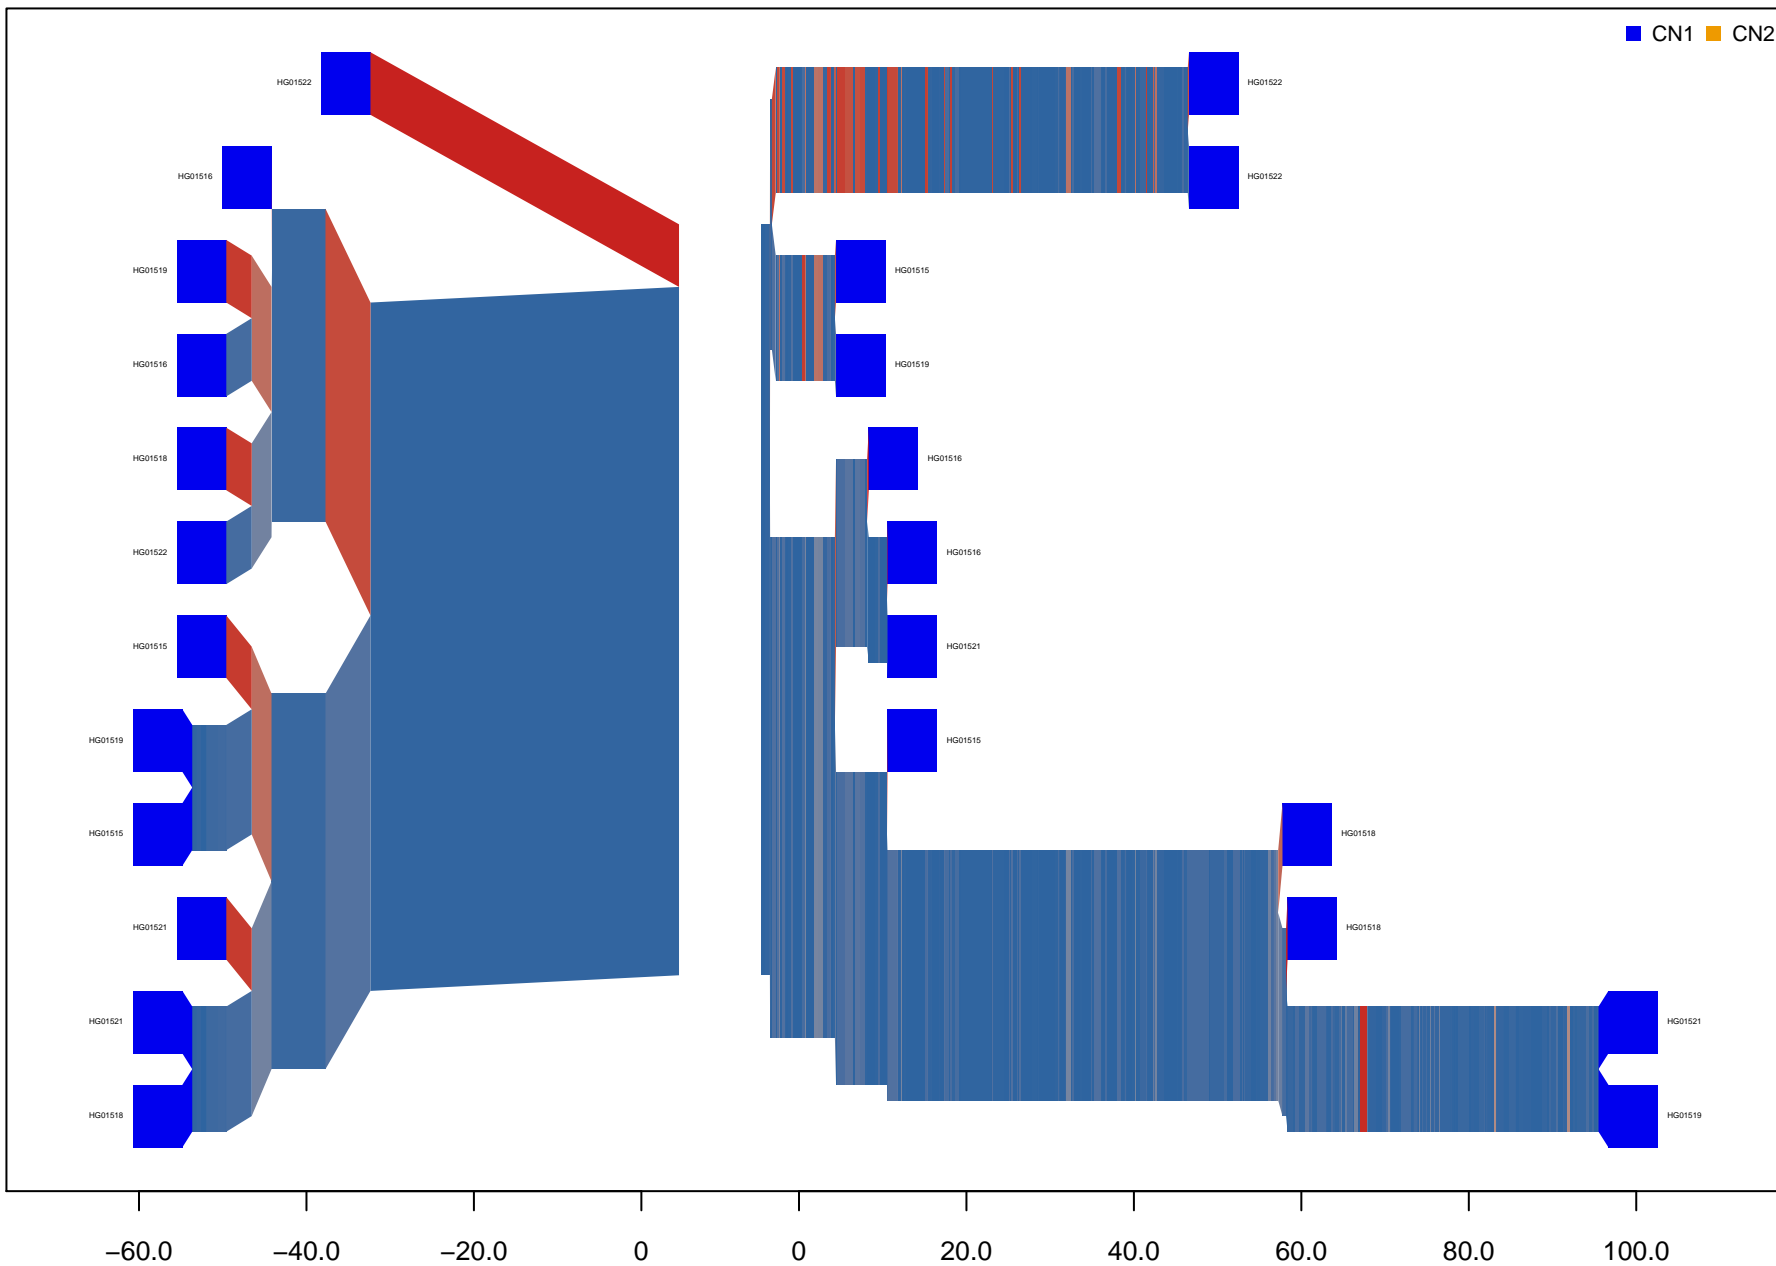 CN1 CN2
HG01522 HG01522
HG01516 HG01522
HG01519 HG01515
HG01516 HG01519
HG01518 HG01516
HG01522 HG01516
HG01515 HG01521
HG01519 HG01515
HG01515 HG01518
HG01521 HG01518
HG01521 HG01521
HG01518 HG01519
−60.0 −40.0 −20.0 0 0 20.0 40.0 60.0 80.0 100.0